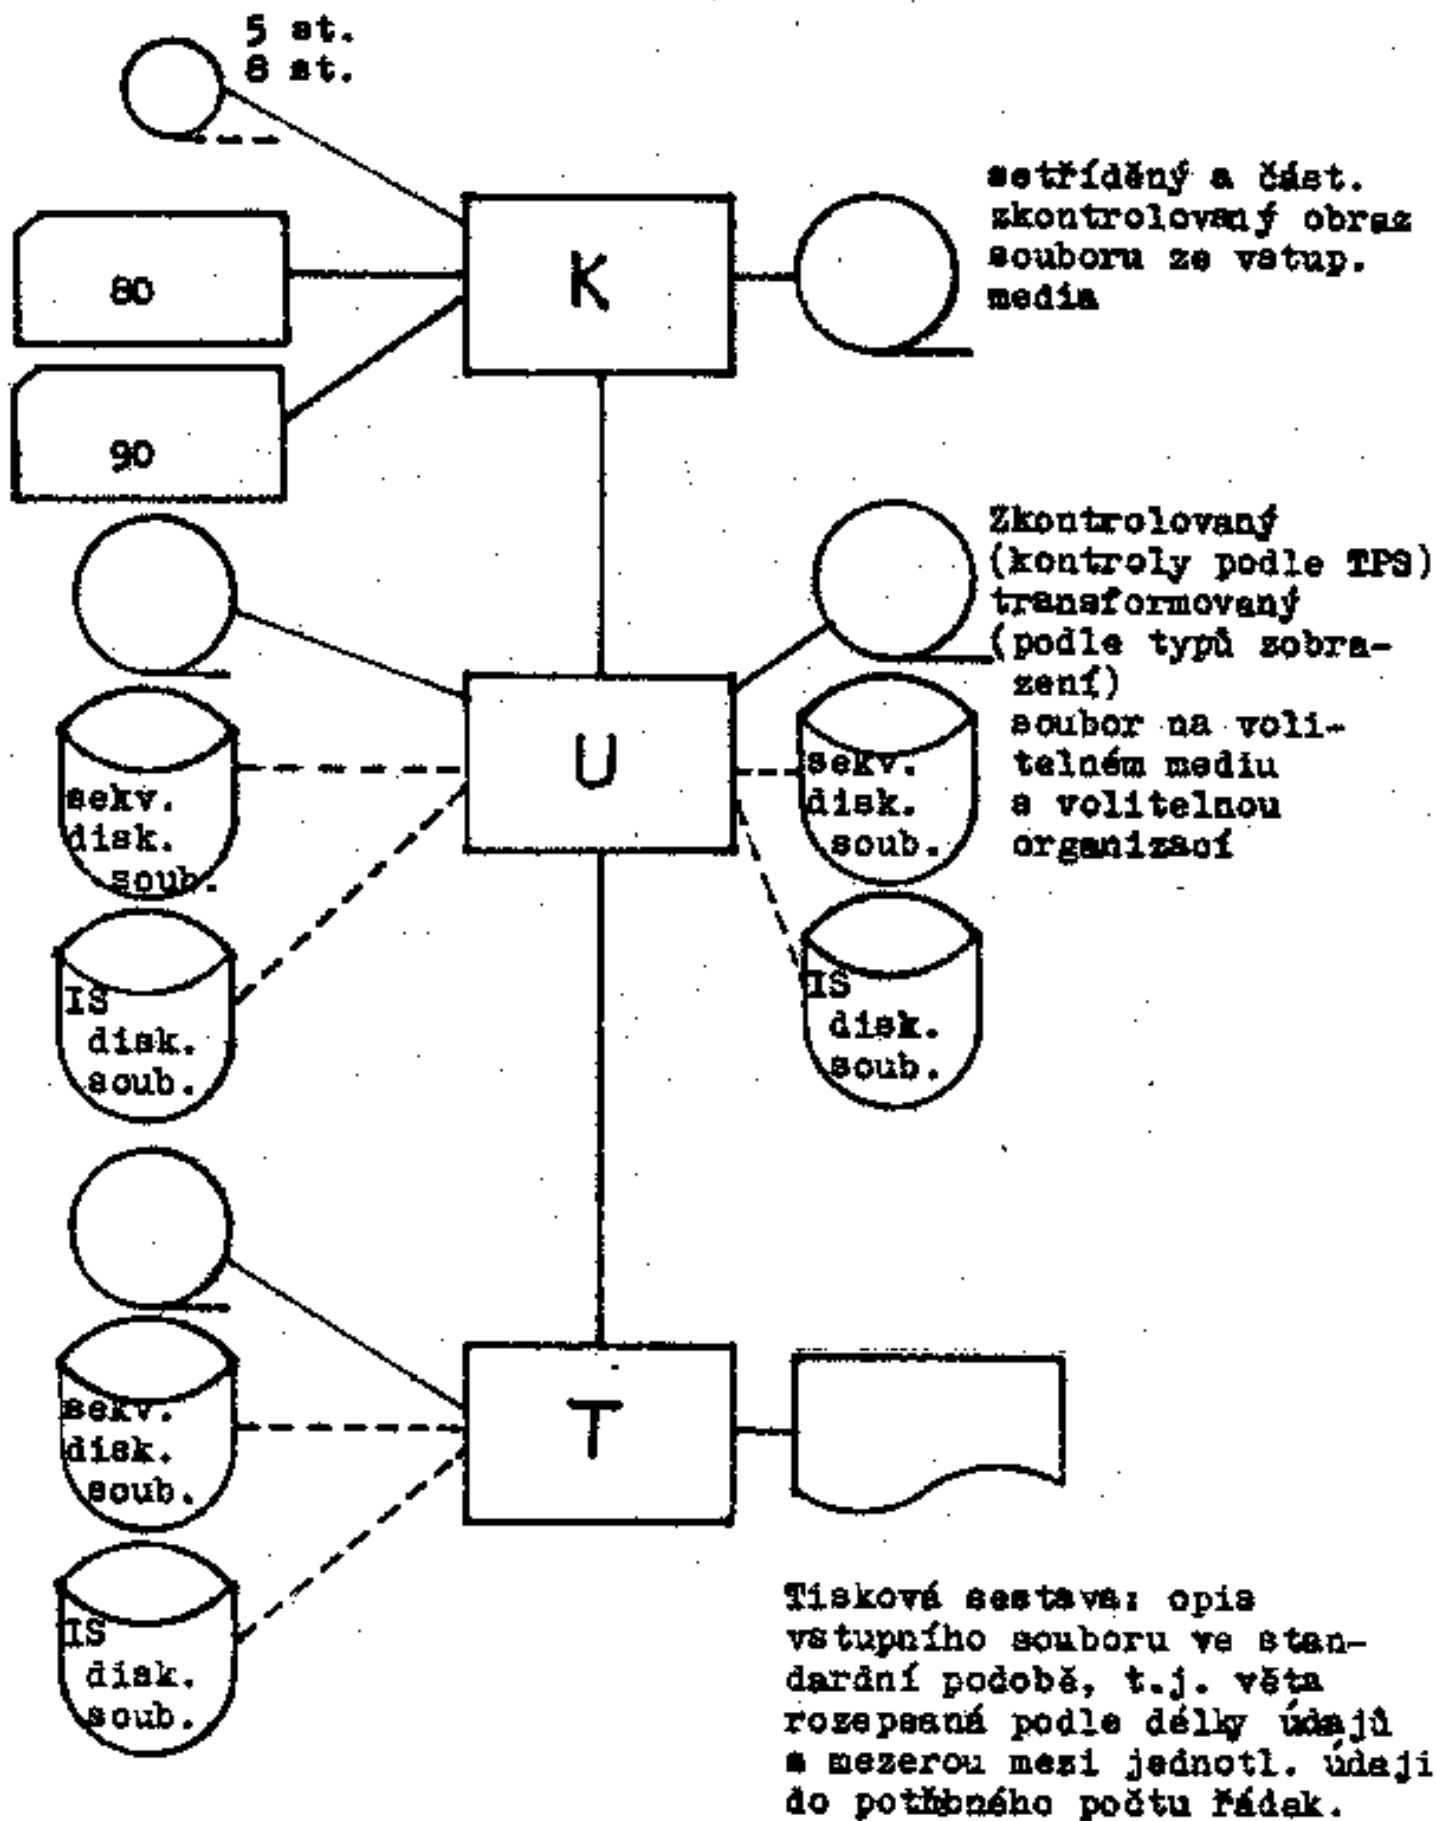 5 st.
8 st.
80
90
K
setříděný a část.
zkontrolovaný obraz
souboru ze vstup.
media
sekv.
disk.
soub.
IS
disk.
soub.
U
Zkontrolovaný
(kontroly podle TPS)
transformovaný
(podle typů zobra-
zení)
soubor na voli-
telném mediu
s volitelnou
organizací
sekv.
disk.
soub.
IS
disk.
soub.
sekv.
disk.
soub.
IS
disk.
soub.
T
Tisková sestava: opis
vstupního souboru ve stan-
dardní podobě, t.j. věta
rozepsaná podle délky údajů
s mezerou mezi jednotl. údaji
do potřebného počtu řádek.